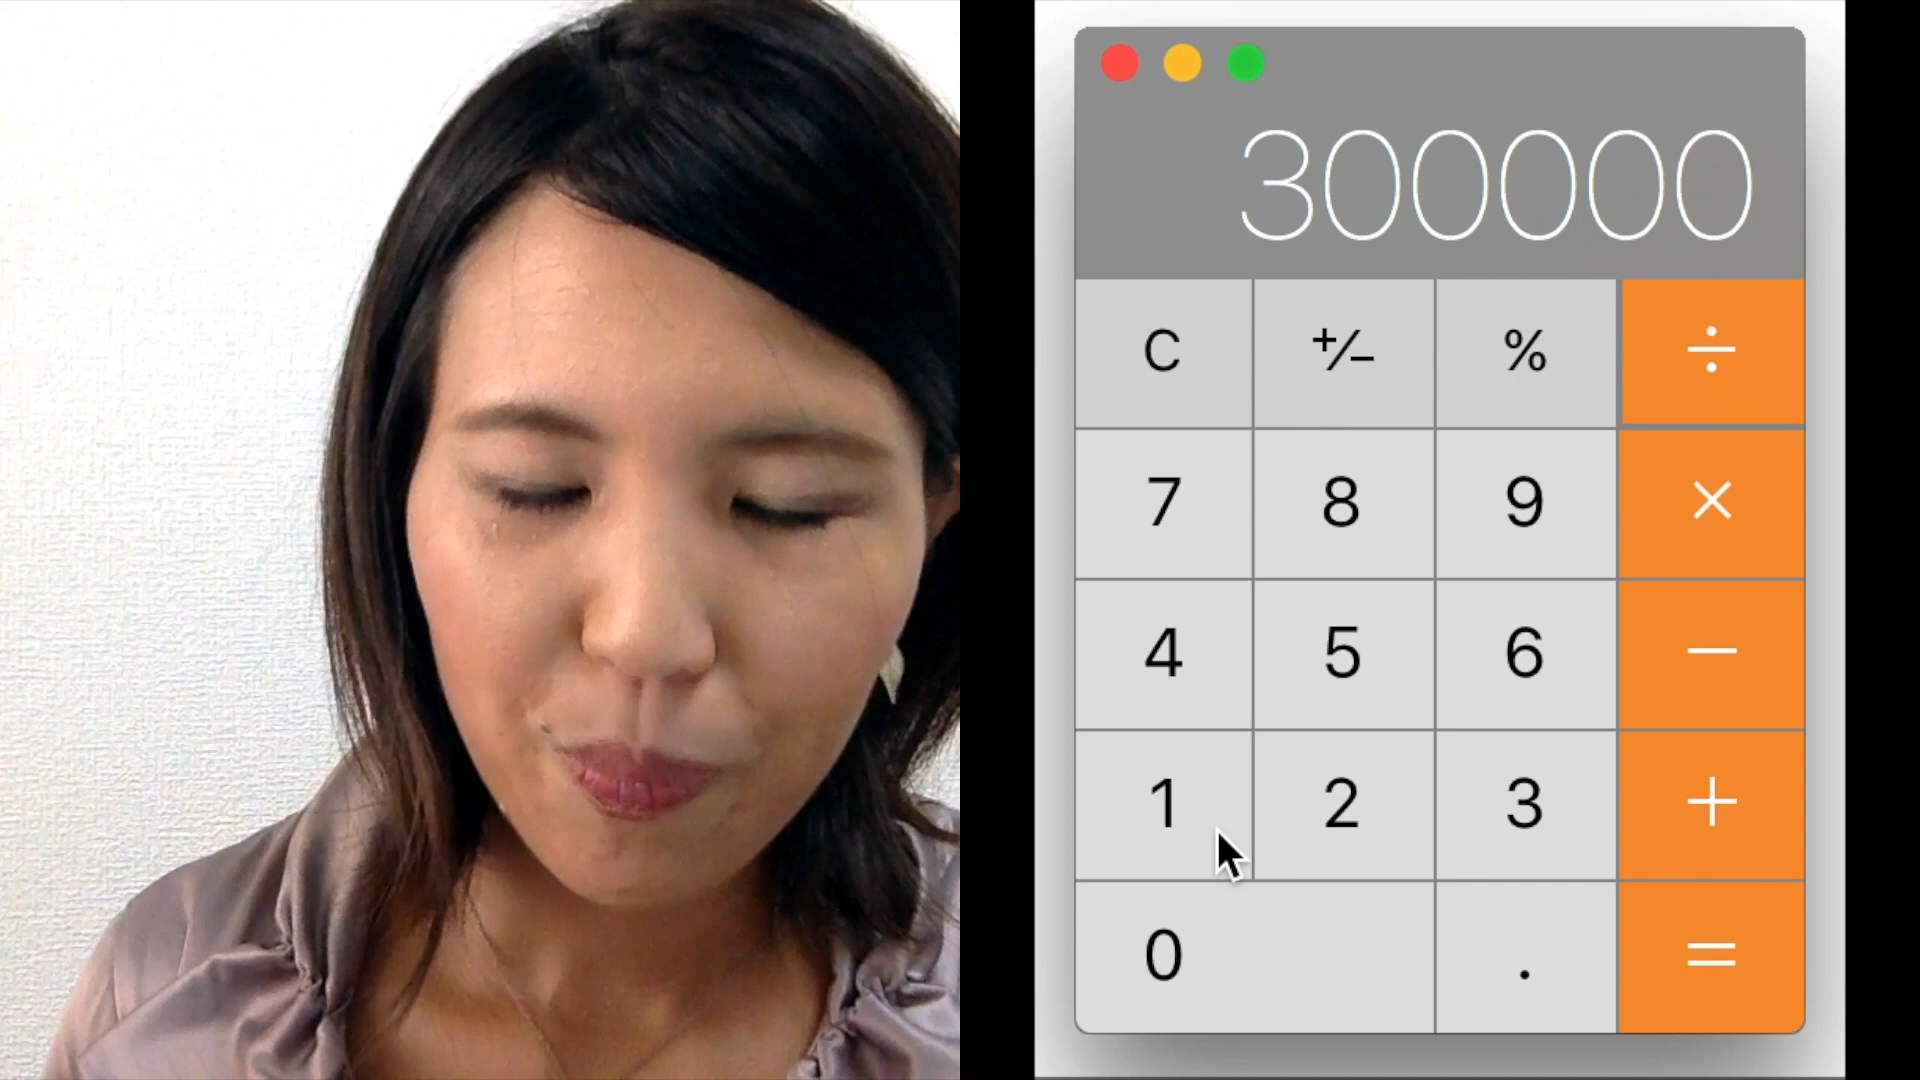 300000
C +/− % ÷
7 8 9 ×
4 5 6 −
1 2 3 +
0 . =